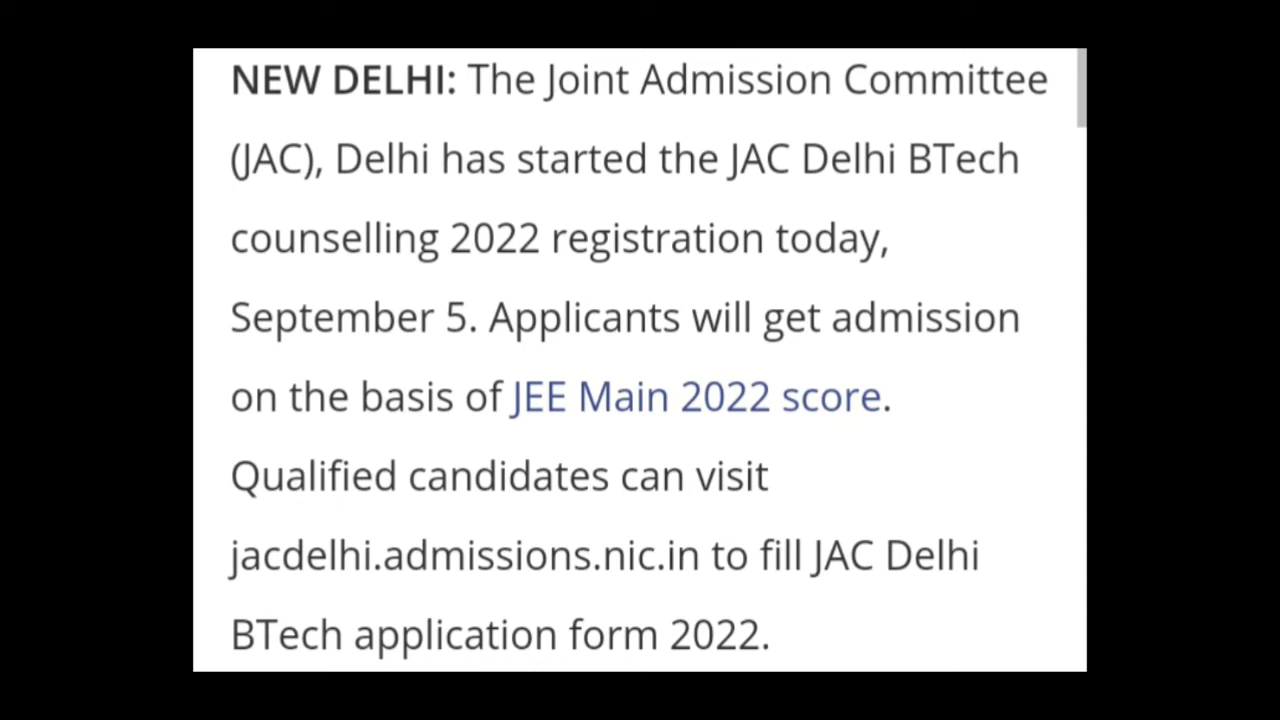 NEW DELHI: The Joint Admission Committee
(JAC), Delhi has started the JAC Delhi BTech
counselling 2022 registration today,
September 5. Applicants will get admission
on the basis of JEE Main 2022 score.
Qualified candidates can visit
jacdelhi.admissions.nic.in to fill JAC Delhi
BTech application form 2022.